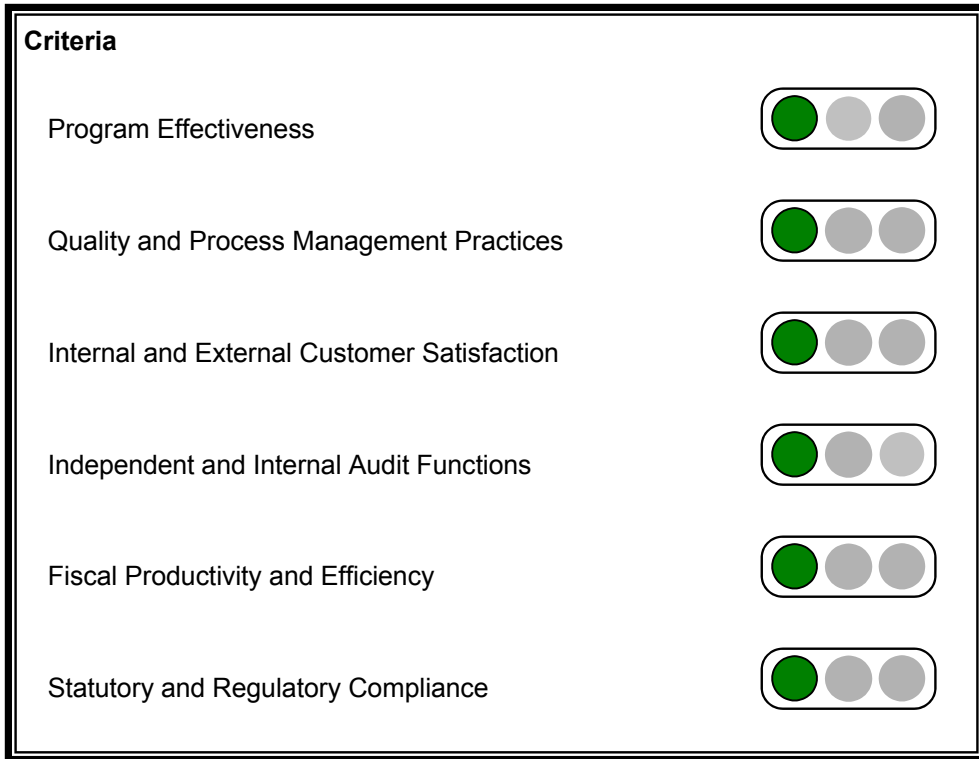 Criteria
Program Effectiveness
Quality and Process Management Practices
Internal and External Customer Satisfaction
Independent and Internal Audit Functions
Fiscal Productivity and Efficiency
Statutory and Regulatory Compliance